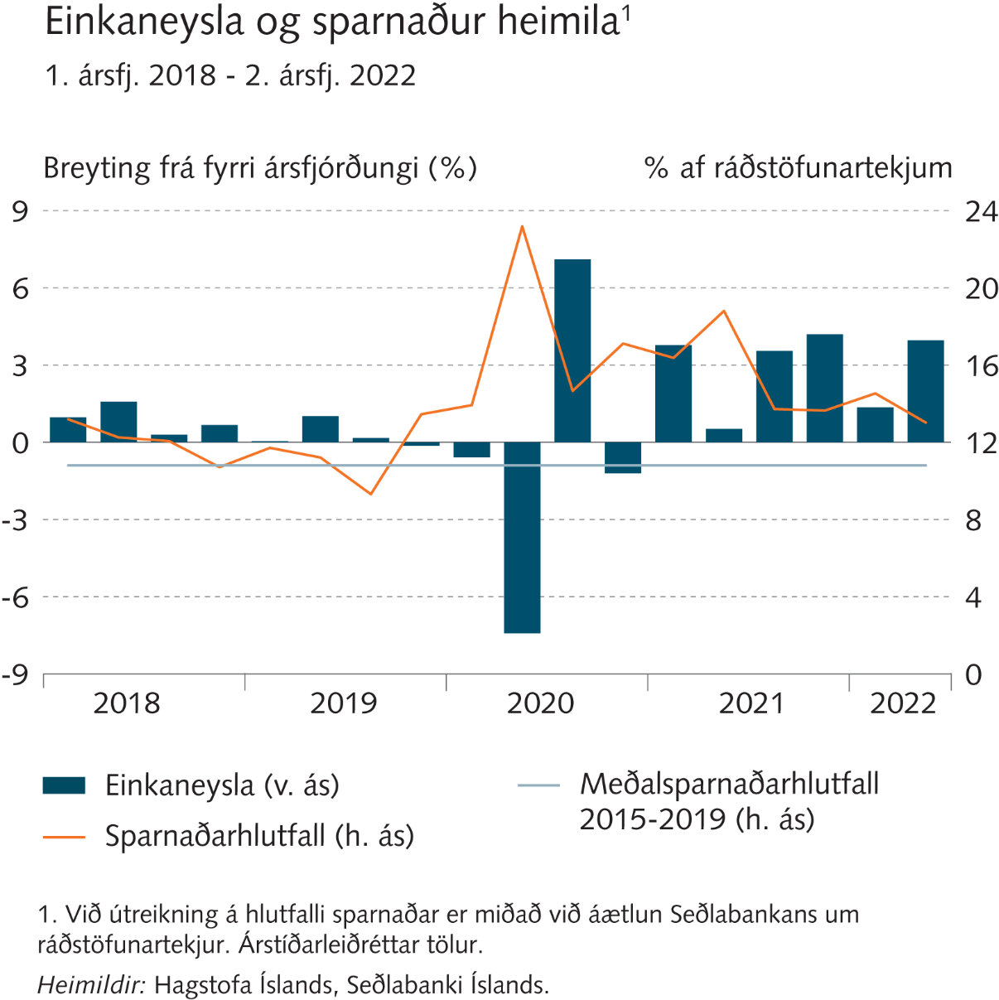 Einkaneysla og sparnaður heimila¹
1. ársfj. 2018 - 2. ársfj. 2022
Breyting frá fyrri ársfjórðungi (%)
% af ráðstöfunartekjum
9
6
3
0
-3
-6
-9
24
20
16
12
8
4
0
2018
2019
2020
2021
2022
Einkaneysla (v. ás)
Sparnaðarhlutfall (h. ás)
Meðalsparnaðarhlutfall
2015-2019 (h. ás)
1. Við útreikning á hlutfalli sparnaðar er miðað við áætlun Seðlabankans um
ráðstöfunartekjur. Árstíðarleiðréttar tölur.
Heimildir: Hagstofa Íslands, Seðlabanki Íslands.